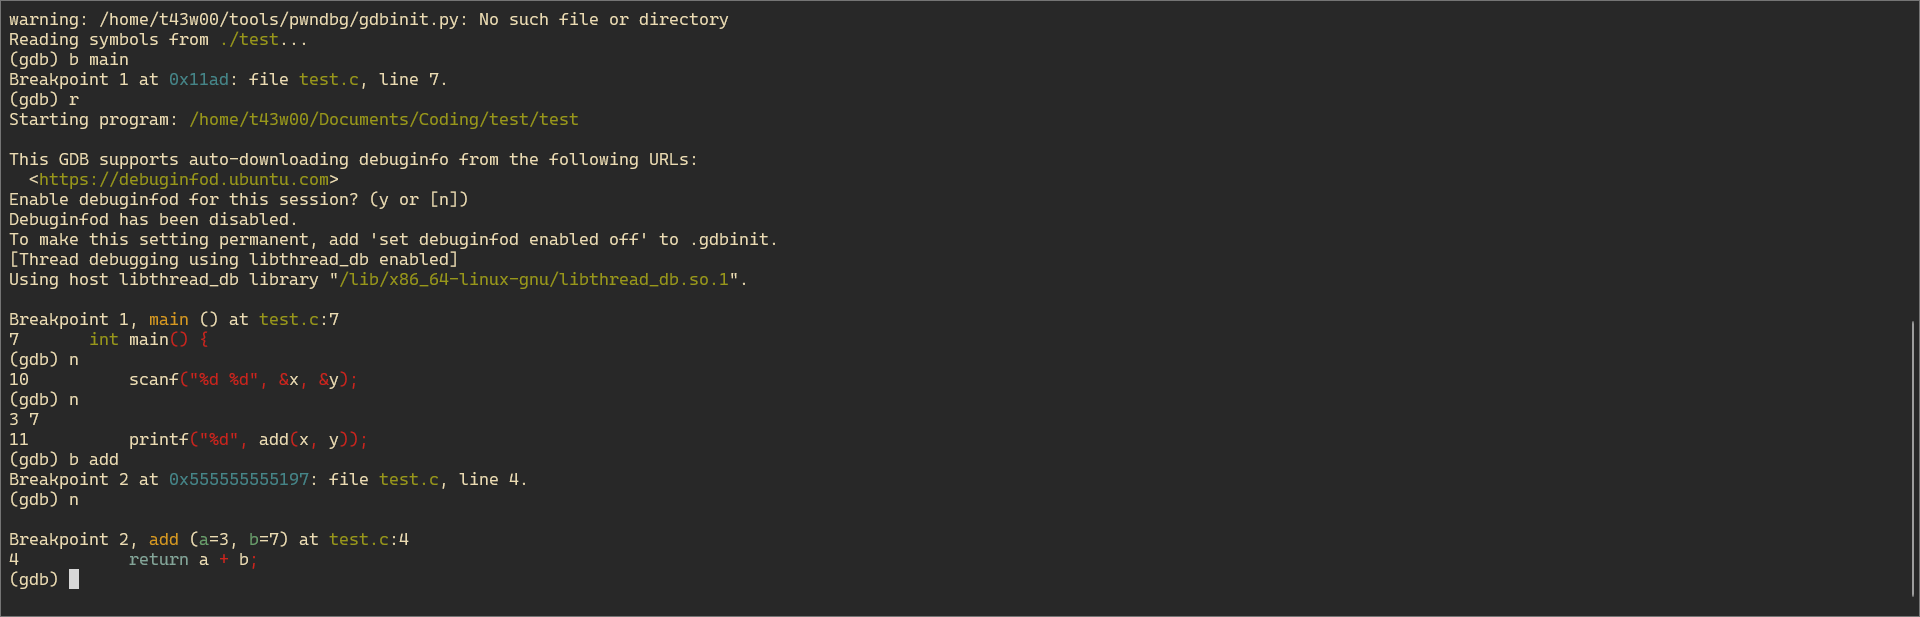 warning: /home/t43w00/tools/pwndbg/gdbinit.py: No such file or directory
Reading symbols from ./test...
(gdb) b main
Breakpoint 1 at 0x11ad: file test.c, line 7.
(gdb) r
Starting program: /home/t43w00/Documents/Coding/test/test
This GDB supports auto-downloading debuginfo from the following URLs:
  <https://debuginfod.ubuntu.com>
Enable debuginfod for this session? (y or [n])
Debuginfod has been disabled.
To make this setting permanent, add 'set debuginfod enabled off' to .gdbinit.
[Thread debugging using libthread_db enabled]
Using host libthread_db library "/lib/x86_64-linux-gnu/libthread_db.so.1".
Breakpoint 1, main () at test.c:7
7       int main() {
(gdb) n
10          scanf("%d %d", &x, &y);
(gdb) n
3 7
11          printf("%d", add(x, y));
(gdb) b add
Breakpoint 2 at 0x555555555197: file test.c, line 4.
(gdb) n
Breakpoint 2, add (a=3, b=7) at test.c:4
4           return a + b;
(gdb)